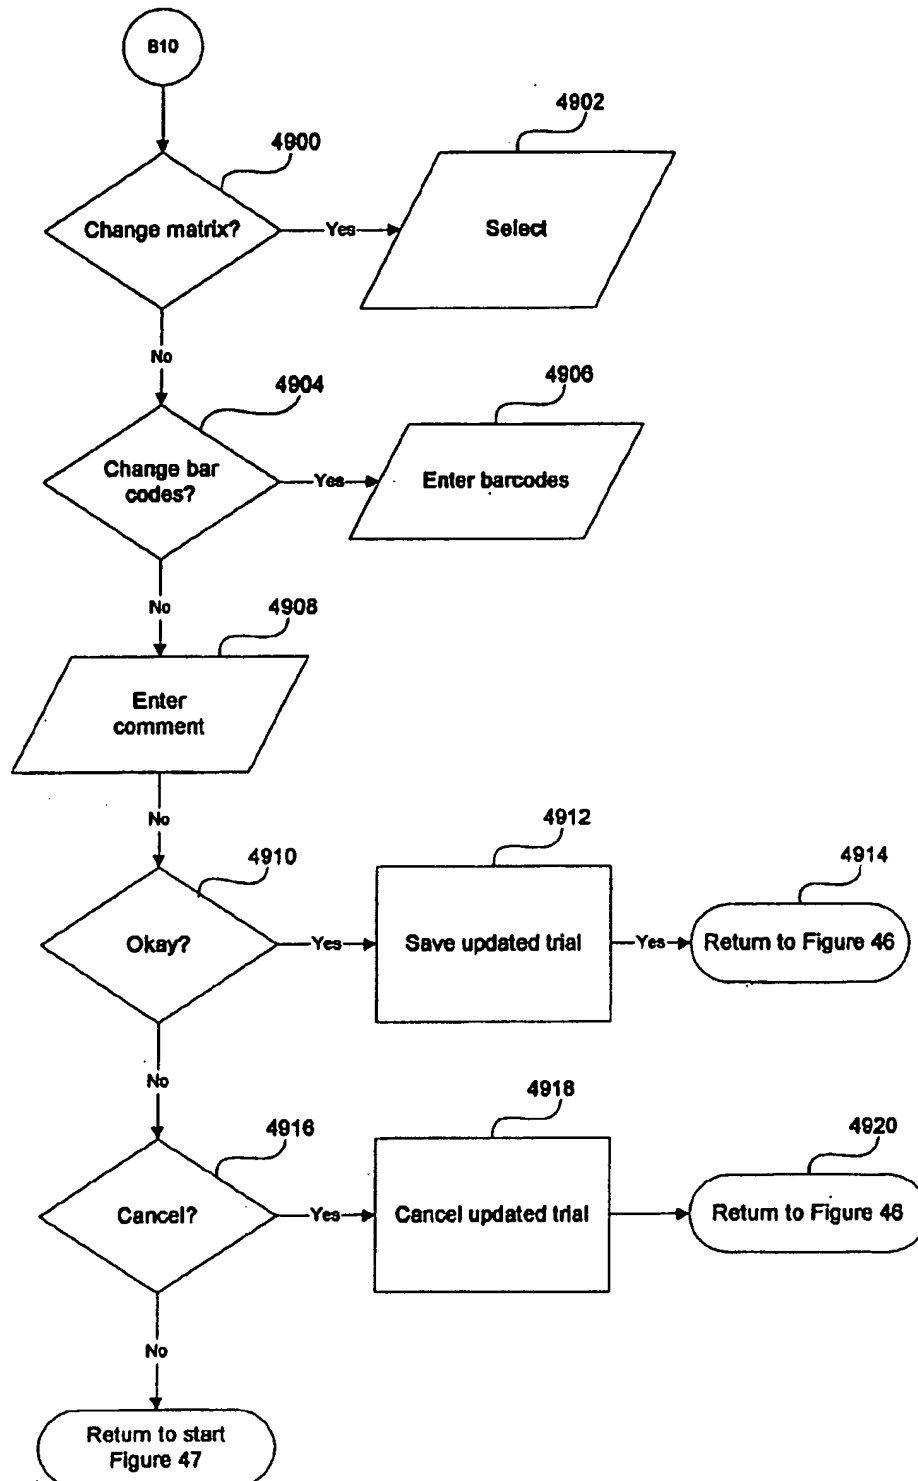 B10
4900
4902
Change matrix?
Yes
Select
No
4904
4906
Change bar
codes?
Yes
Enter barcodes
No
4908
Enter
comment
No
4910
4912
4914
Okay?
Yes
Save updated trial
Yes
Return to Figure 46
No
4916
4918
4920
Cancel?
Yes
Cancel updated trial
Return to Figure 46
No
Return to start
Figure 47